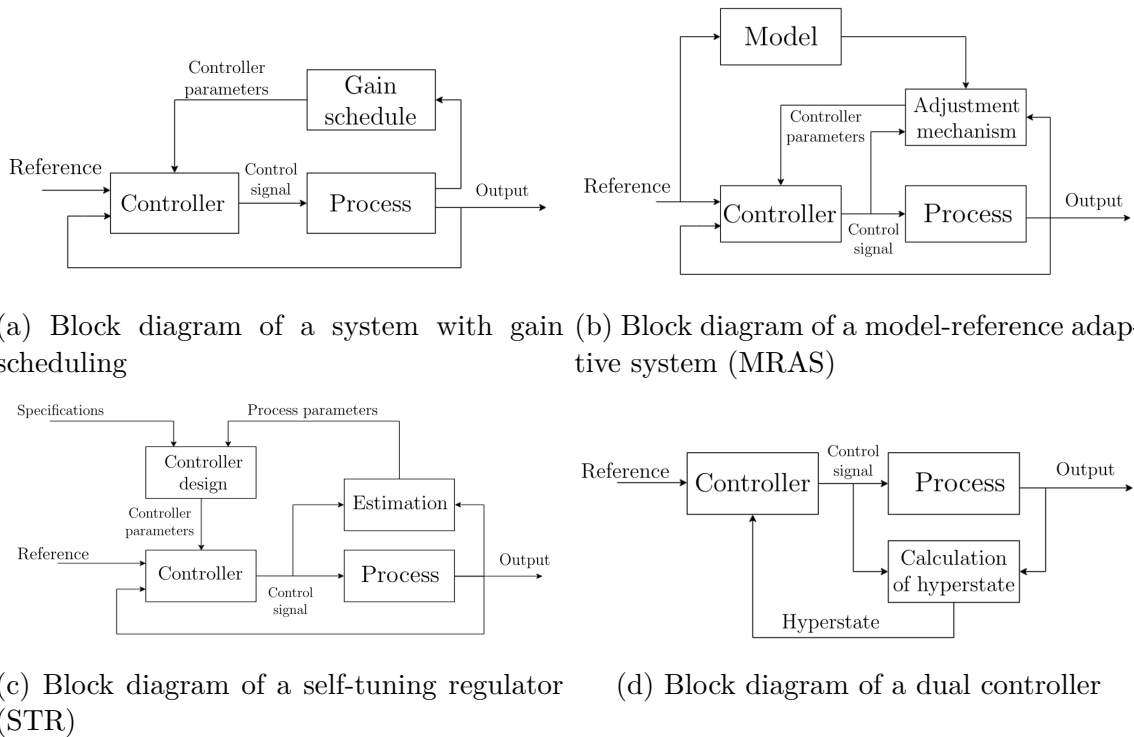 Controller
parameters
Gain
schedule
Reference
Controller
Control
signal
Process
Output
(a) Block diagram of a system with gain
scheduling
Model
Adjustment
mechanism
Controller
parameters
Reference
Controller
Control
signal
Process
Output
(b) Block diagram of a model-reference adap-
tive system (MRAS)
Specifications
Process parameters
Controller
design
Estimation
Controller
parameters
Reference
Controller
Control
signal
Process
Output
(c) Block diagram of a self-tuning regulator
(STR)
Reference
Controller
Control
signal
Process
Output
Calculation
of hyperstate
Hyperstate
(d) Block diagram of a dual controller